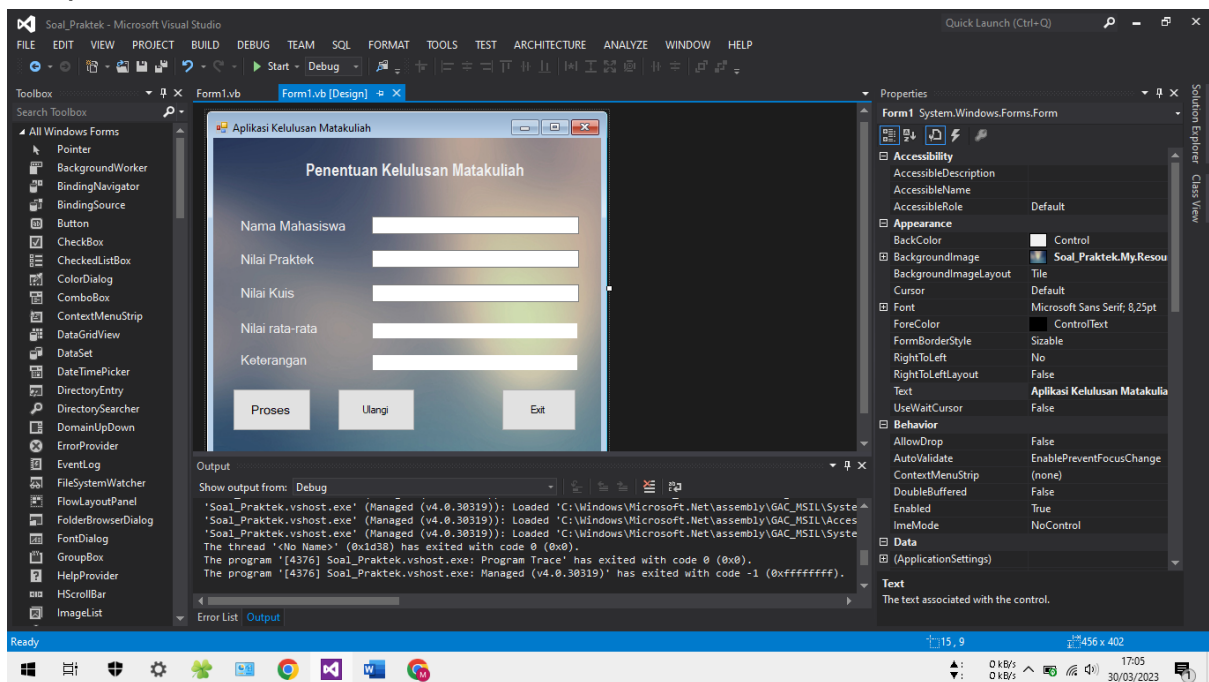 Soal_Praktek - Microsoft Visual Studio
Quick Launch (Ctrl+Q)
FILE EDIT VIEW PROJECT BUILD DEBUG TEAM SQL FORMAT TOOLS TEST ARCHITECTURE ANALYZE WINDOW HELP
Start Debug
Toolbox
Search Toolbox
All Windows Forms
Pointer
BackgroundWorker
BindingNavigator
BindingSource
Button
CheckBox
CheckedListBox
ColorDialog
ComboBox
ContextMenuStrip
DataGridView
DataSet
DateTimePicker
DirectoryEntry
DirectorySearcher
DomainUpDown
ErrorProvider
EventLog
FileSystemWatcher
FlowLayoutPanel
FolderBrowserDialog
FontDialog
GroupBox
HelpProvider
HScrollBar
ImageList
Form1.vb Form1.vb [Design]
Aplikasi Kelulusan Matakuliah
Penentuan Kelulusan Matakuliah
Nama Mahasiswa
Nilai Praktek
Nilai Kuis
Nilai rata-rata
Keterangan
Proses Ulangi Exit
Output
Show output from: Debug
'Soal_Praktek.vshost.exe' (Managed (v4.0.30319)): Loaded 'C:\Windows\Microsoft.Net\assembly\GAC_MSIL\Syste
'Soal_Praktek.vshost.exe' (Managed (v4.0.30319)): Loaded 'C:\Windows\Microsoft.Net\assembly\GAC_MSIL\Acces
'Soal_Praktek.vshost.exe' (Managed (v4.0.30319)): Loaded 'C:\Windows\Microsoft.Net\assembly\GAC_MSIL\Syste
The thread '<No Name>' (0x1d38) has exited with code 0 (0x0).
The program '[4376] Soal_Praktek.vshost.exe: Program Trace' has exited with code 0 (0x0).
The program '[4376] Soal_Praktek.vshost.exe: Managed (v4.0.30319)' has exited with code -1 (0xffffffff).
Error List Output
Properties
Form1 System.Windows.Forms.Form
Accessibility
AccessibleDescription
AccessibleName
AccessibleRole Default
Appearance
BackColor Control
BackgroundImage Soal_Praktek.My.Resou
BackgroundImageLayout Tile
Cursor Default
Font Microsoft Sans Serif; 8,25pt
ForeColor ControlText
FormBorderStyle Sizable
RightToLeft No
RightToLeftLayout False
Text Aplikasi Kelulusan Matakulia
UseWaitCursor False
Behavior
AllowDrop False
AutoValidate EnablePreventFocusChange
ContextMenuStrip (none)
DoubleBuffered False
Enabled True
ImeMode NoControl
Data
(ApplicationSettings)
Text
The text associated with the control.
Solution Explorer
Class View
Ready
15 , 9
456 x 402
0 kB/s
0 kB/s
17:05
30/03/2023